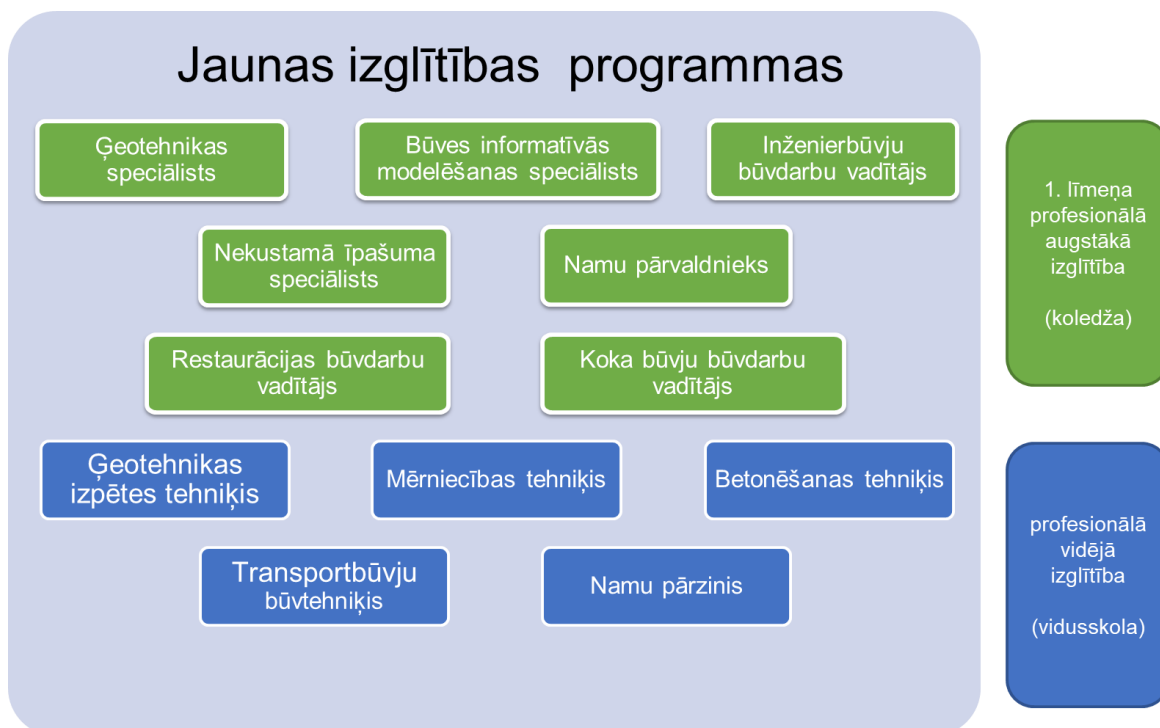 Jaunas izglītības programmas
Ģeotehnikas
speciālists
Būves informatīvās
modelēšanas speciālists
Inženierbūvju
būvdarbu vadītājs
Nekustamā īpašuma
speciālists
Namu pārvaldnieks
Restaurācijas būvdarbu
vadītājs
Koka būvju būvdarbu
vadītājs
Ģeotehnikas
izpētes tehniķis
Mērniecības tehniķis
Betonēšanas tehniķis
Transportbūvju
būvtehniķis
Namu pārzinis
1. līmeņa
profesionālā
augstākā
izglītība
(koledža)
profesionālā
vidējā
izglītība
(vidusskola)